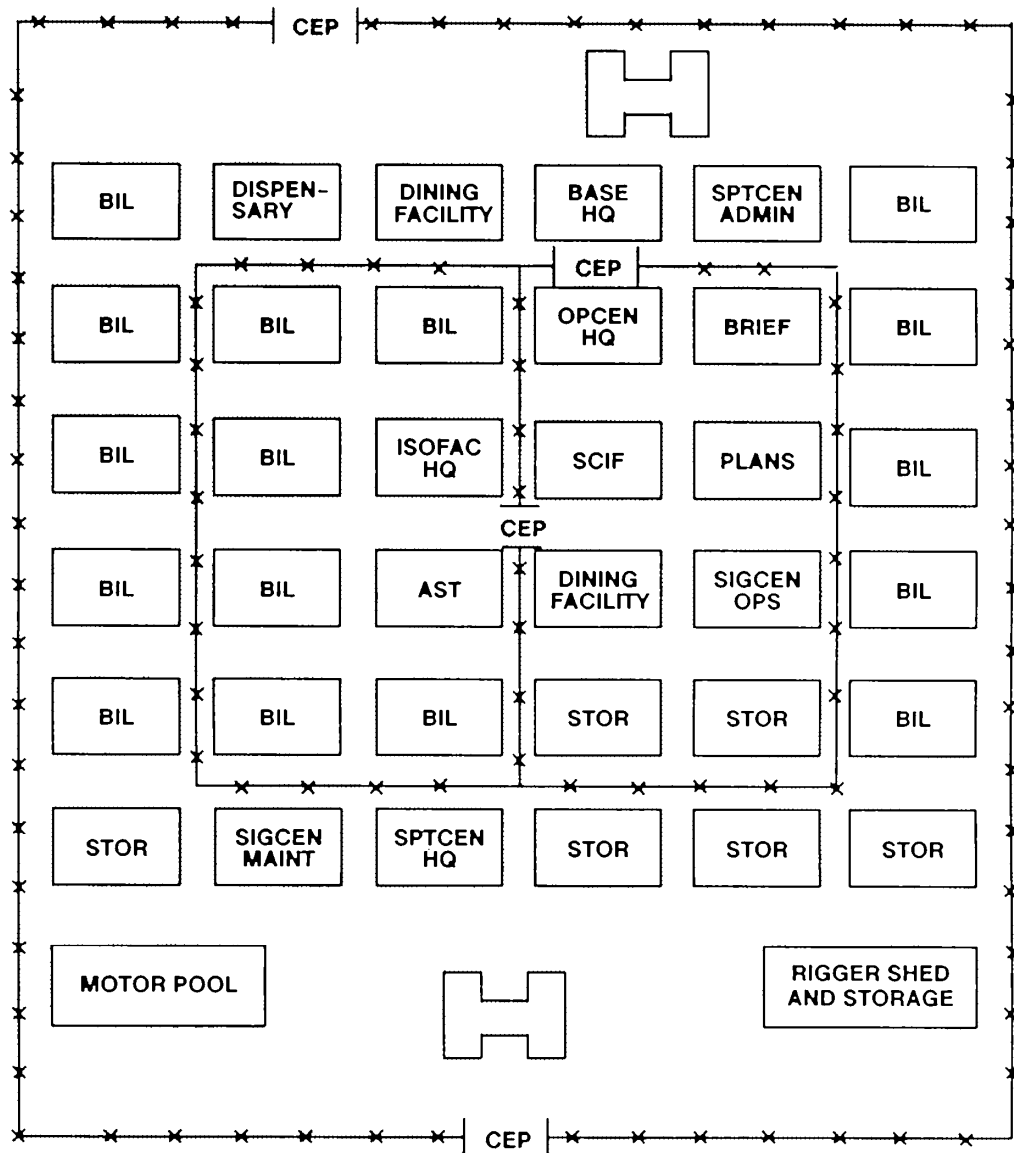 CEP
BIL
DISPEN-
SARY
DINING
FACILITY
BASE
HQ
SPTCEN
ADMIN
BIL
CEP
BIL
BIL
BIL
OPCEN
HQ
BRIEF
BIL
BIL
BIL
ISOFAC
HQ
SCIF
PLANS
BIL
CEP
BIL
BIL
AST
DINING
FACILITY
SIGCEN
OPS
BIL
BIL
BIL
BIL
STOR
STOR
BIL
STOR
SIGCEN
MAINT
SPTCEN
HQ
STOR
STOR
STOR
MOTOR POOL
RIGGER SHED
AND STORAGE
CEP